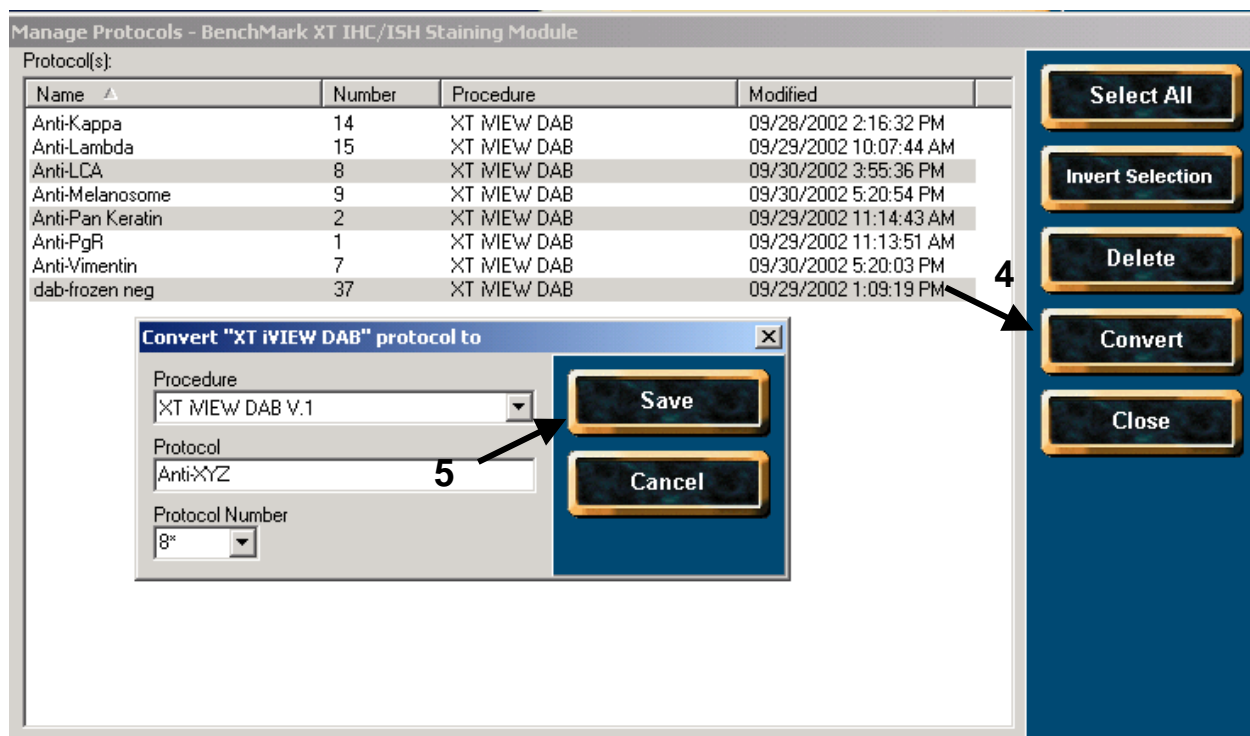 Manage Protocols - BenchMark XT IHC/ISH Staining Module
Protocol(s):
Name Number Procedure Modified
Anti-Kappa 14 XT iVIEW DAB 09/28/2002 2:16:32 PM
Anti-Lambda 15 XT iVIEW DAB 09/29/2002 10:07:44 AM
Anti-LCA 8 XT iVIEW DAB 09/30/2002 3:55:36 PM
Anti-Melanosome 9 XT iVIEW DAB 09/30/2002 5:20:54 PM
Anti-Pan Keratin 2 XT iVIEW DAB 09/29/2002 11:14:43 AM
Anti-PgR 1 XT iVIEW DAB 09/29/2002 11:13:51 AM
Anti-Vimentin 7 XT iVIEW DAB 09/30/2002 5:20:03 PM
dab-frozen neg 37 XT iVIEW DAB 09/29/2002 1:09:19 PM
4
Select All
Invert Selection
Delete
Convert
Close
Convert "XT iVIEW DAB" protocol to
Procedure
XT iVIEW DAB V.1
Protocol
Anti-XYZ
5
Protocol Number
8*
Save
Cancel